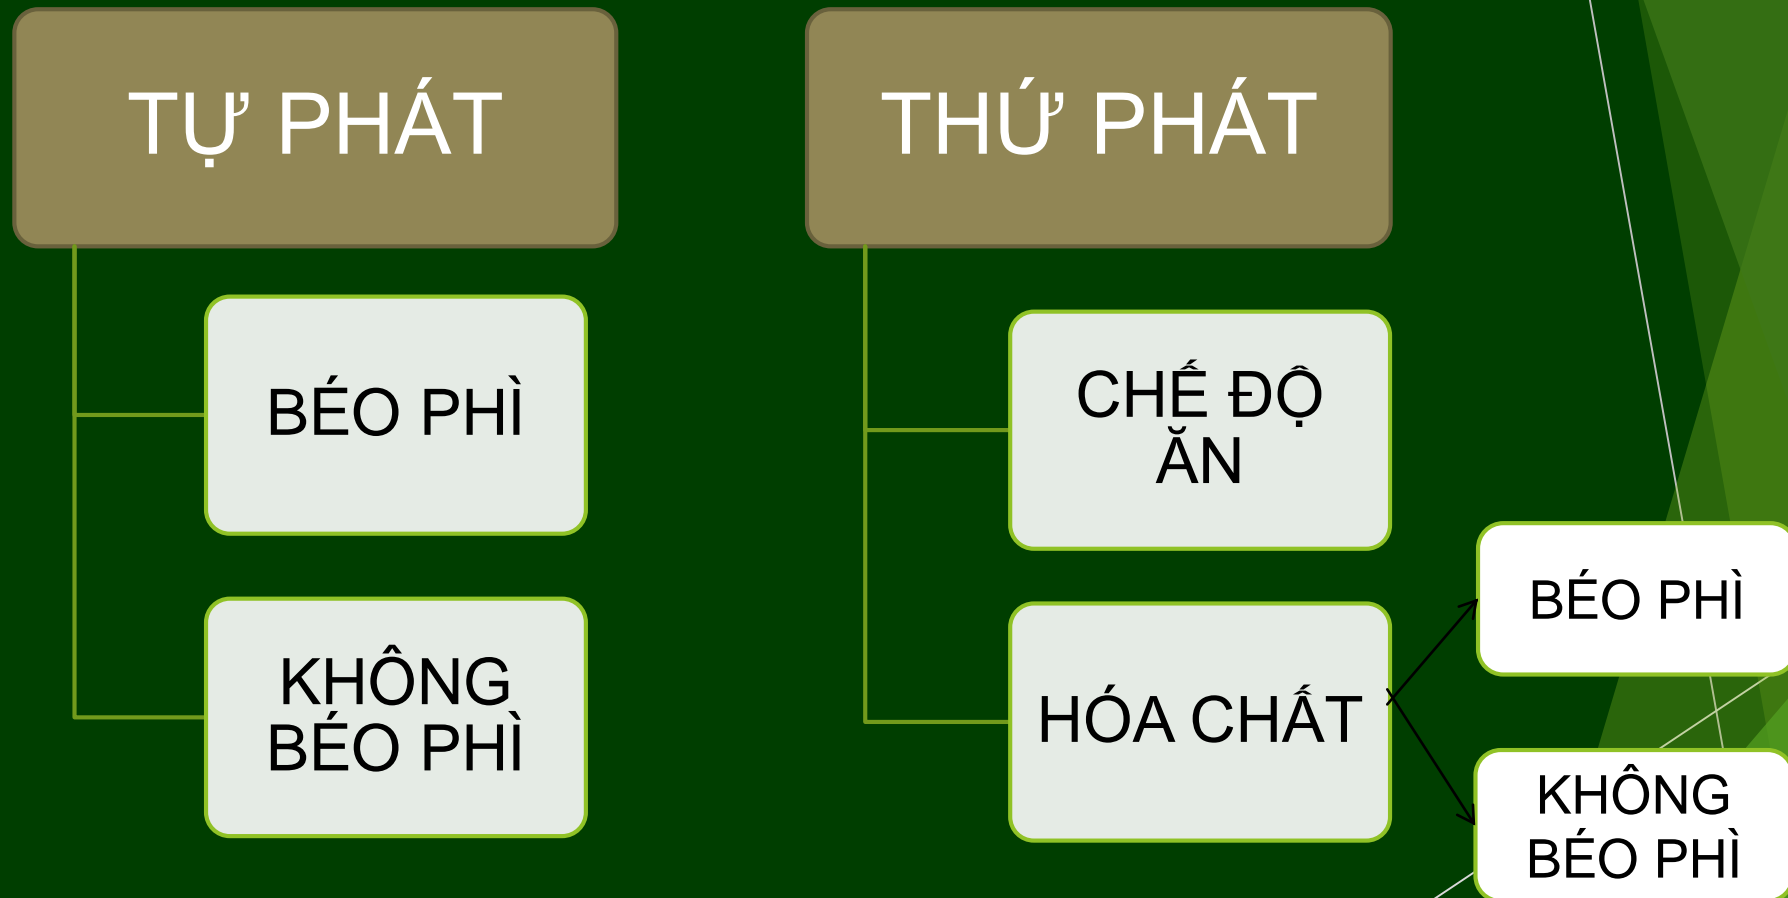 TỰ PHÁT
BÉO PHÌ
KHÔNG
BÉO PHÌ
THỨ PHÁT
CHẾ ĐỘ
ĂN
HÓA CHẤT
BÉO PHÌ
KHÔNG
BÉO PHÌ